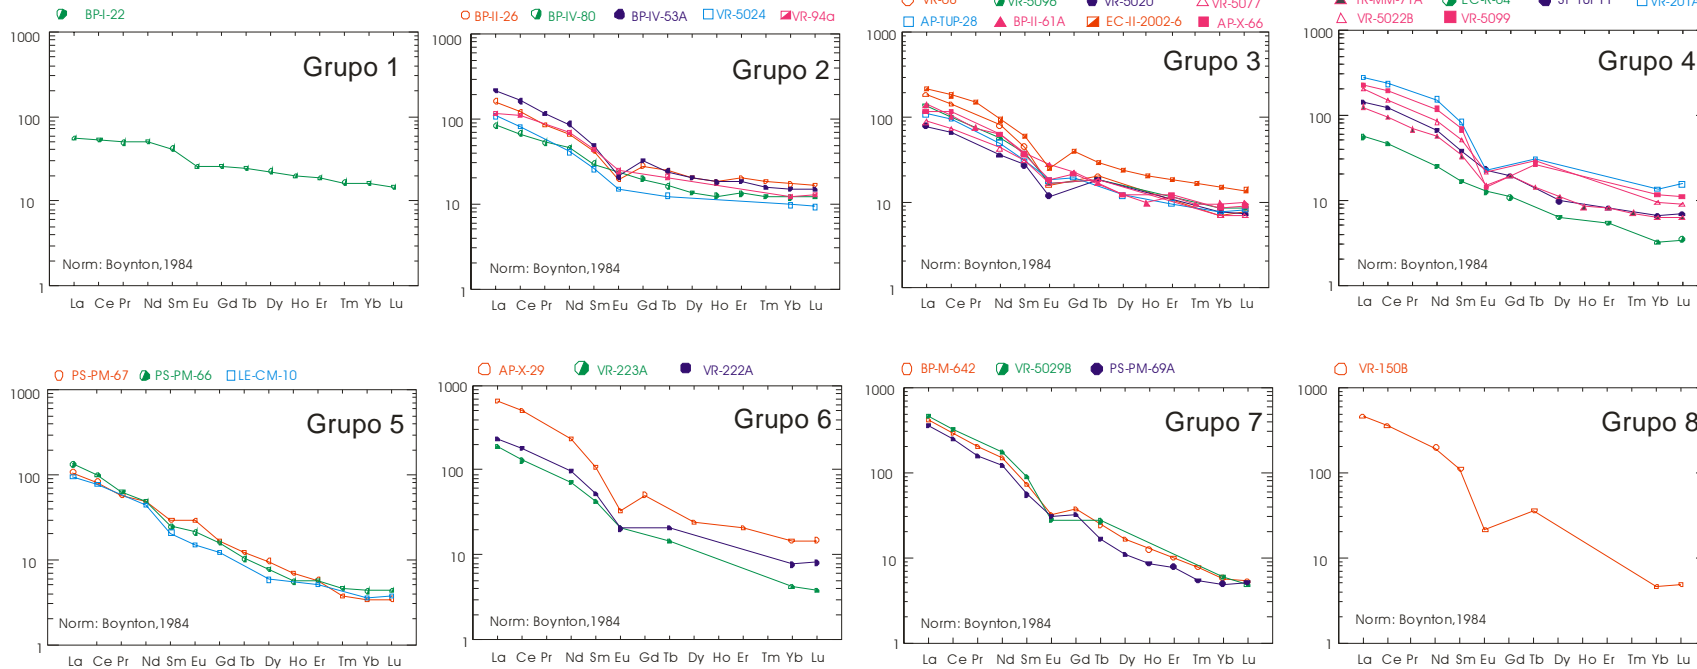 BP-I-22
1000
100
10
1
Grupo 1
Norm: Boynton,1984
La Ce Pr Nd Sm Eu Gd Tb Dy Ho Er Tm Yb Lu
BP-II-26 BP-IV-80 BP-IV-53A VR-5024 VR-94a
1000
100
10
1
Grupo 2
Norm: Boynton,1984
La Ce Pr Nd Sm Eu Gd Tb Dy Ho Er Tm Yb Lu
VR-5020 VR-5077
AP-TUP-28 BP-II-61A EC-II-2002-6 AP-X-66
1000
100
10
1
Grupo 3
Norm: Boynton,1984
La Ce Pr Nd Sm Eu Gd Tb Dy Ho Er Tm Yb Lu
VR-5022B VR-5099
1000
100
10
1
Grupo 4
Norm: Boynton,1984
La Ce Pr Nd Sm Eu Gd Tb Dy Ho Er Tm Yb Lu
PS-PM-67 PS-PM-66 LE-CM-10
1000
100
10
1
Grupo 5
Norm: Boynton,1984
La Ce Pr Nd Sm Eu Gd Tb Dy Ho Er Tm Yb Lu
AP-X-29 VR-223A VR-222A
1000
100
10
1
Grupo 6
Norm: Boynton,1984
La Ce Pr Nd Sm Eu Gd Tb Dy Ho Er Tm Yb Lu
BP-M-642 VR-5029B PS-PM-69A
1000
100
10
1
Grupo 7
Norm: Boynton,1984
La Ce Pr Nd Sm Eu Gd Tb Dy Ho Er Tm Yb Lu
VR-150B
1000
100
10
1
Grupo 8
Norm: Boynton,1984
La Ce Pr Nd Sm Eu Gd Tb Dy Ho Er Tm Yb Lu